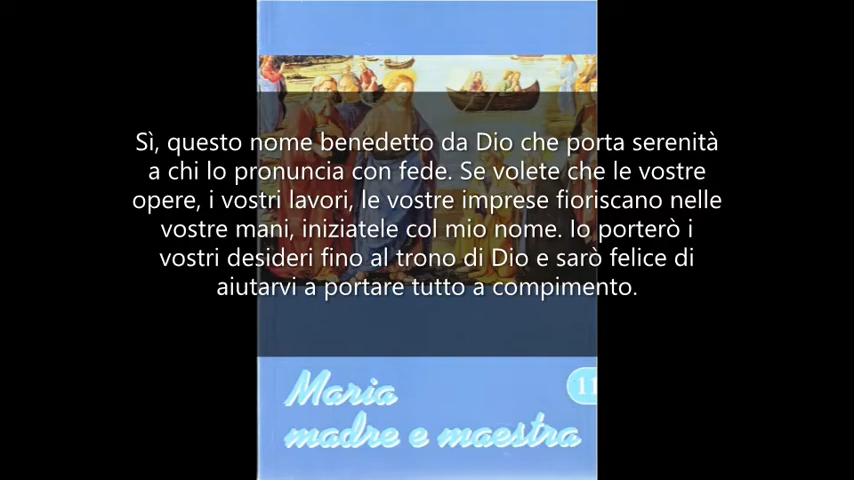 Sì, questo nome benedetto da Dio che porta serenità
a chi lo pronuncia con fede. Se volete che le vostre
opere, i vostri lavori, le vostre imprese fioriscano nelle
vostre mani, iniziatele col mio nome. Io porterò i
vostri desideri fino al trono di Dio e sarò felice di
aiutarvi a portare tutto a compimento.
Maria
11
madre e maestra